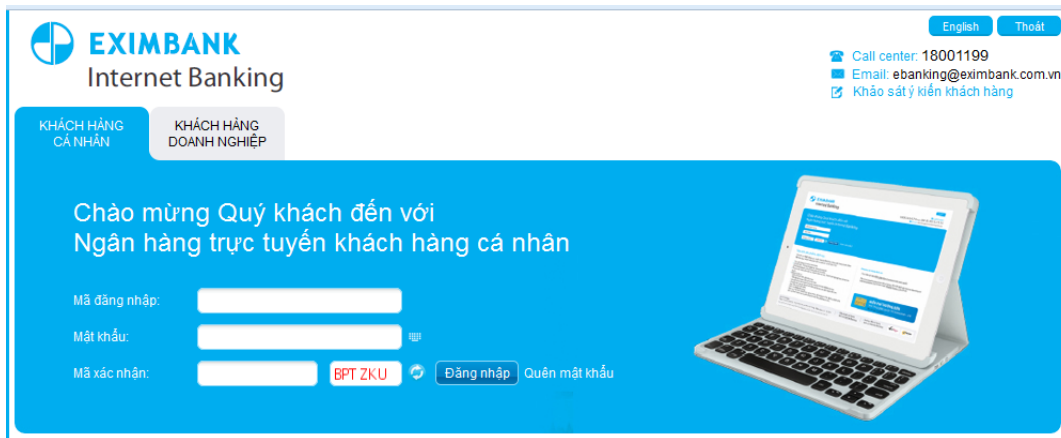 English
Thoát
EXIMBANK
Internet Banking
Call center: 18001199
Email: ebanking@eximbank.com.vn
Khảo sát ý kiến khách hàng
KHÁCH HÀNG
CÁ NHÂN
KHÁCH HÀNG
DOANH NGHIỆP
Chào mừng Quý khách đến với
Ngân hàng trực tuyến khách hàng cá nhân
Mã đăng nhập:
Mật khẩu:
Mã xác nhận:
BPT ZKU
Đăng nhập
Quên mật khẩu
EXIMBANK